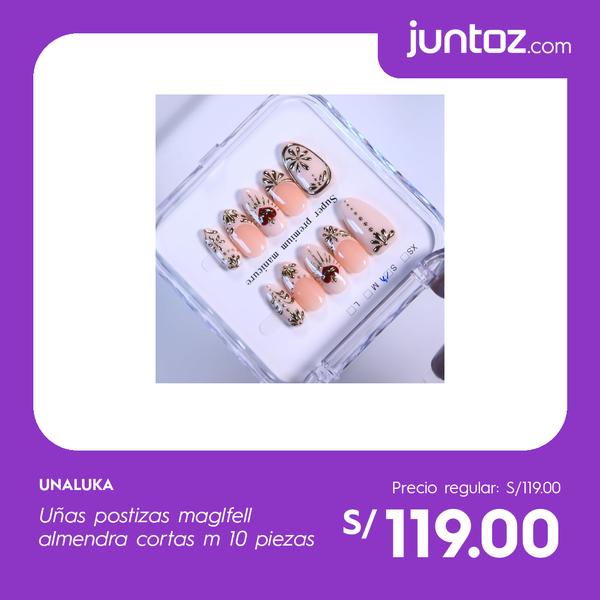 juntoz.com
Super premium manicure
XS
S
M
L
UNALUKA
Uñas postizas maglfell
almendra cortas m 10 piezas
Precio regular: S/119.00
S/119.00